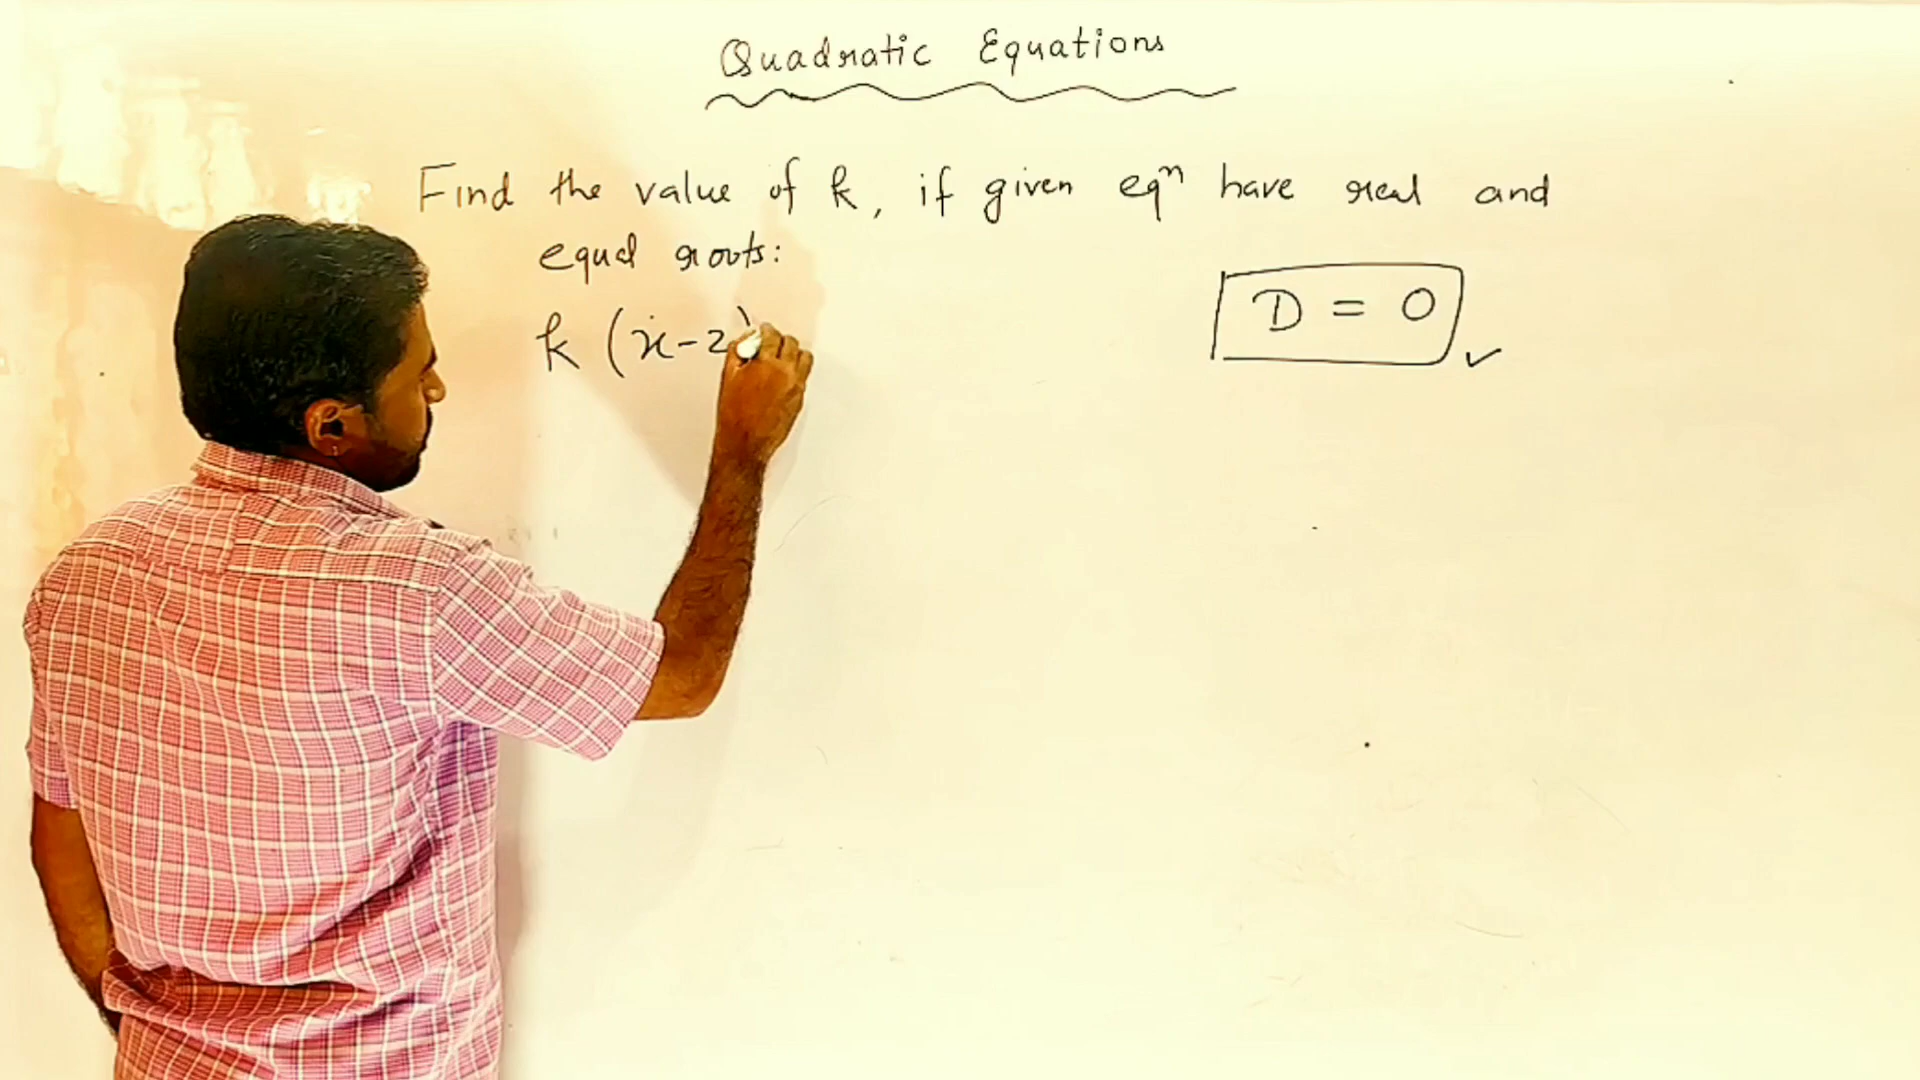 Quadratic Equations
Find the value of k, if given eqⁿ have real and
equal roots:
D = 0
k (x-2)